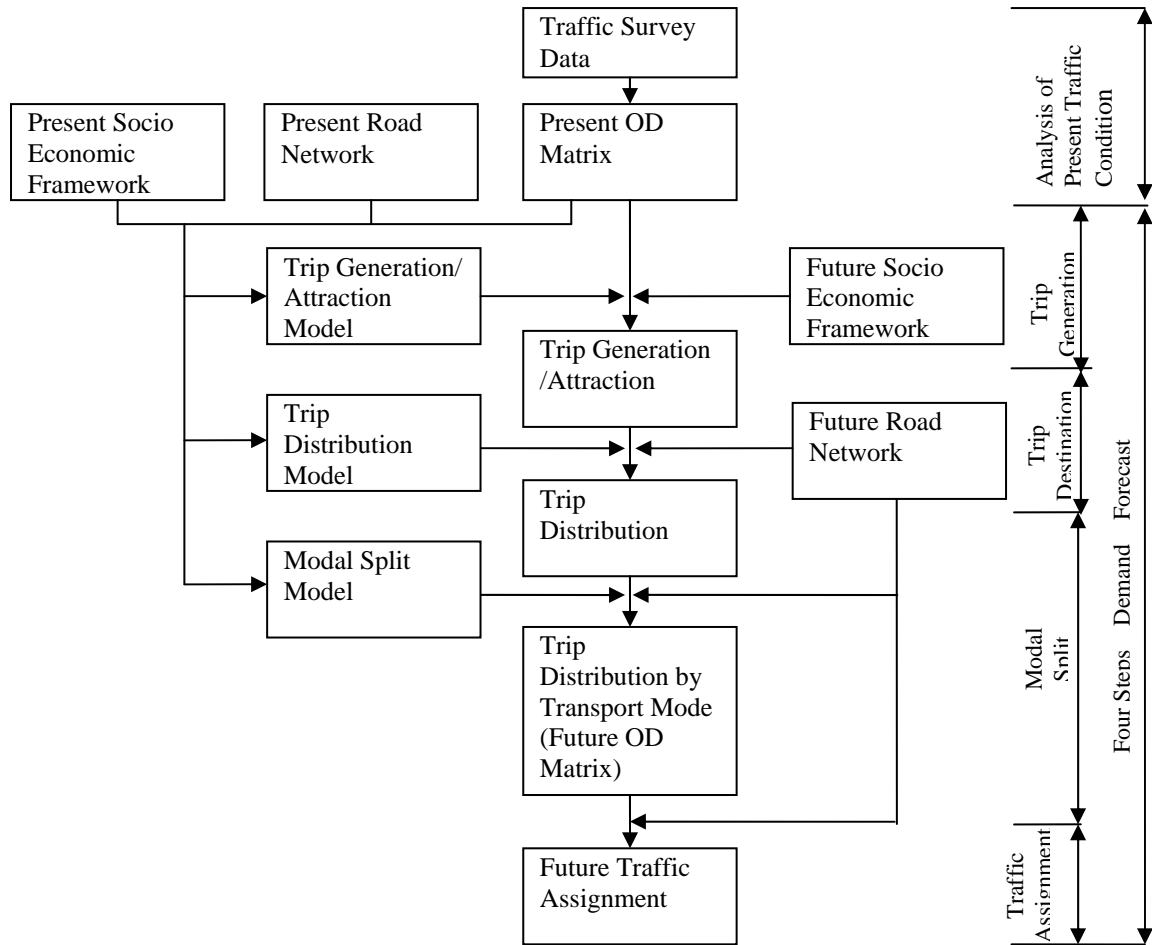 Traffic Survey
Data
Present Socio
Economic
Framework
Present Road
Network
Present OD
Matrix
Trip Generation/
Attraction
Model
Future Socio
Economic
Framework
Trip Generation
/Attraction
Trip
Distribution
Model
Future Road
Network
Trip
Distribution
Modal Split
Model
Trip
Distribution by
Transport Mode
(Future OD
Matrix)
Future Traffic
Assignment
Analysis of
Present Traffic
Condition
Trip
Generation
Trip
Destination
Modal
Split
Traffic
Assignment
Four Steps Demand Forecast